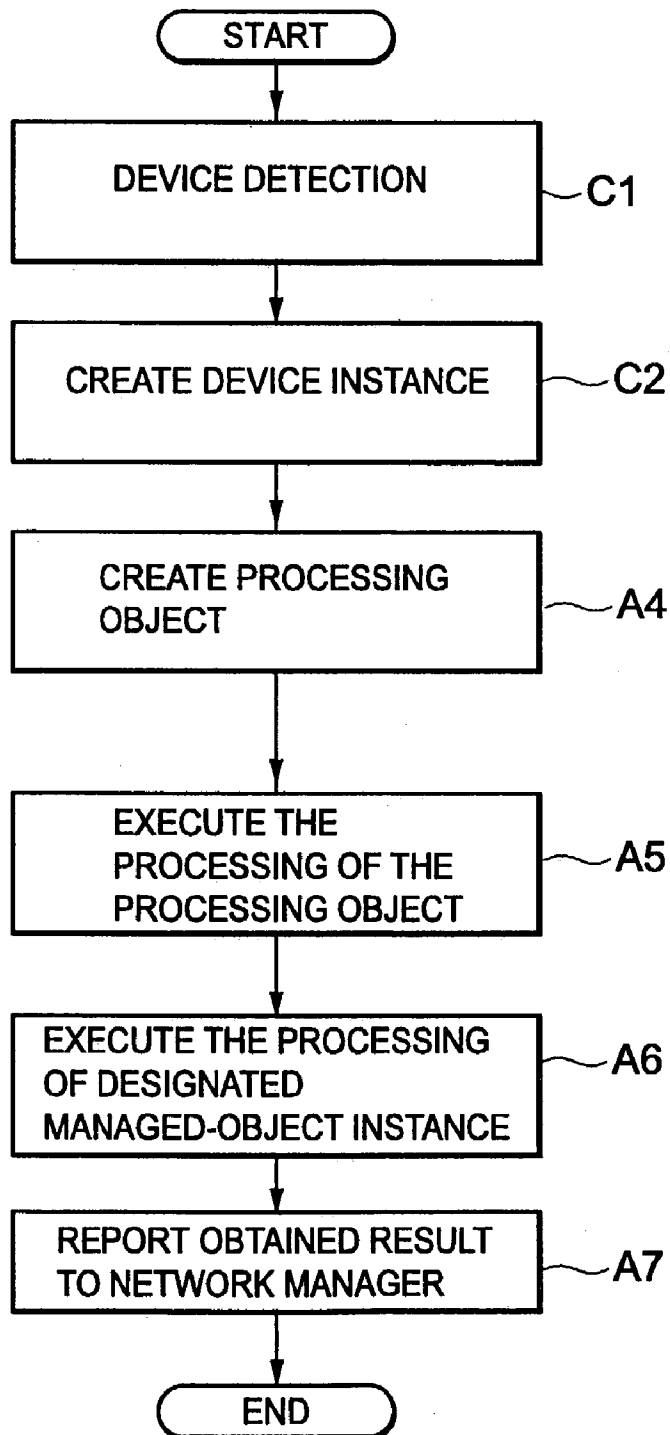 START
DEVICE DETECTION
C1
CREATE DEVICE INSTANCE
C2
CREATE PROCESSING
OBJECT
A4
EXECUTE THE
PROCESSING OF THE
PROCESSING OBJECT
A5
EXECUTE THE PROCESSING
OF DESIGNATED
MANAGED-OBJECT INSTANCE
A6
REPORT OBTAINED RESULT
TO NETWORK MANAGER
A7
END